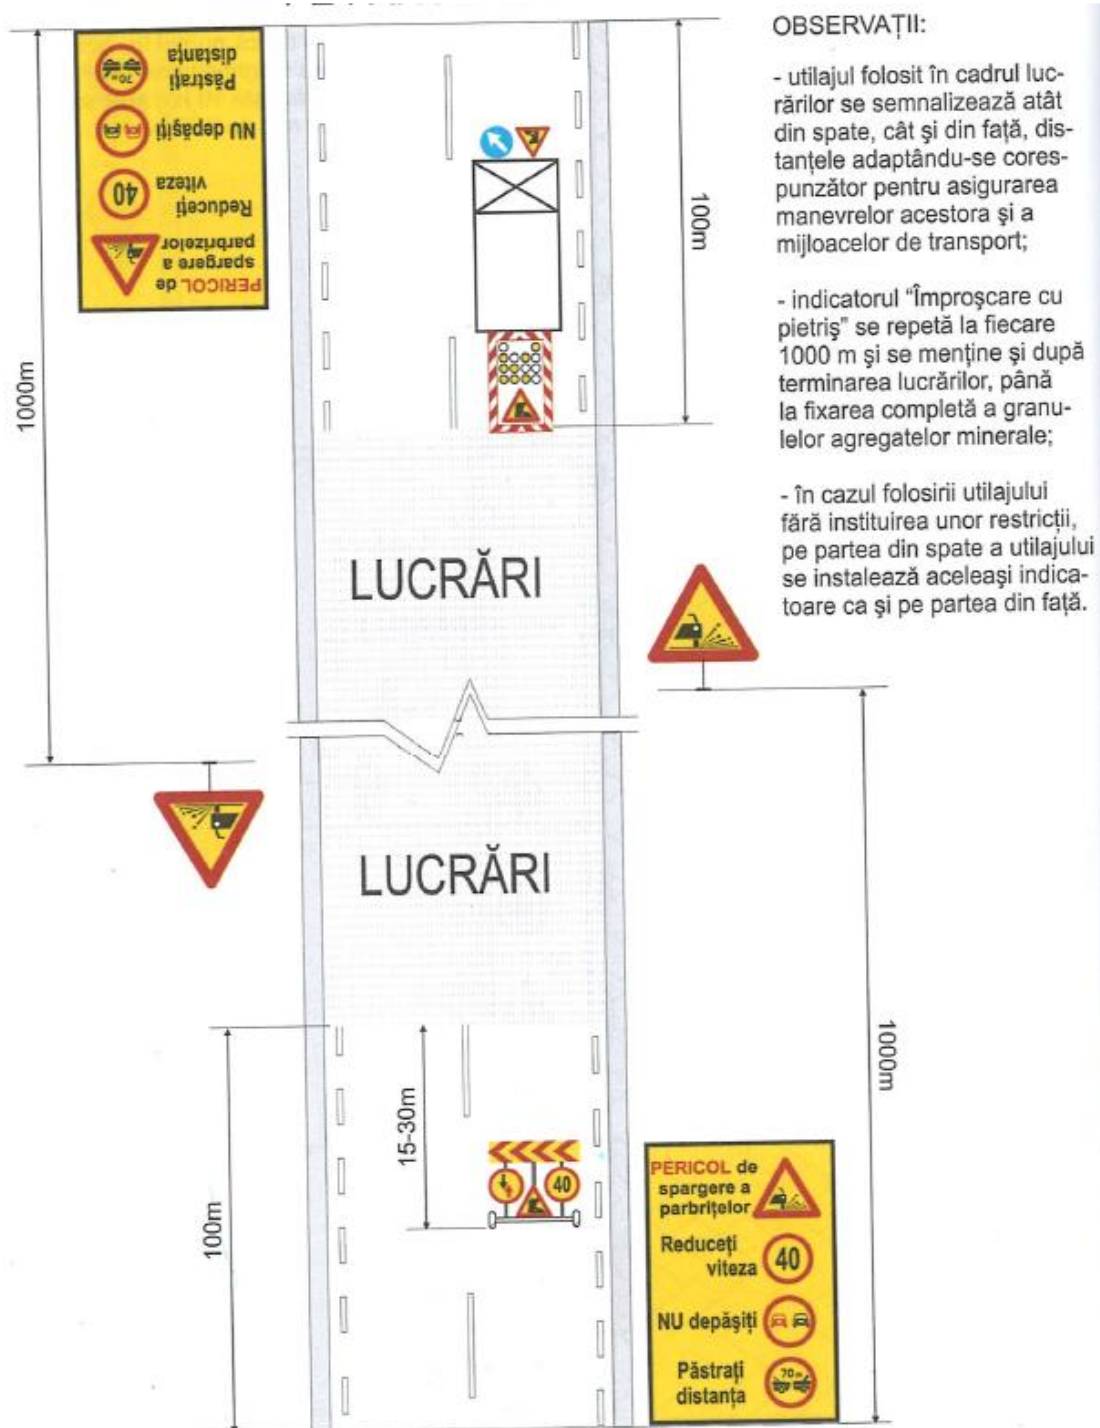 OBSERVAȚII:
- utilajul folosit în cadrul luc-
rărilor se semnalizează atât
din spate, cât și din față, dis-
tanțele adaptându-se cores-
punzător pentru asigurarea
manevrelor acestora și a
mijloacelor de transport;
- indicatorul “Împroșcare cu
pietriș” se repetă la fiecare
1000 m și se menține și după
terminarea lucrărilor, până
la fixarea completă a granu-
lelor agregatelor minerale;
- în cazul folosirii utilajului
fără instituirea unor restricții,
pe partea din spate a utilajului
se instalează aceleași indica-
toare ca și pe partea din față.
PERICOL de
spargere a
parbrizelor
Reduceți
viteza
40
NU depășiți
Păstrați
distanța
70m
1000m
100m
LUCRĂRI
LUCRĂRI
1000m
100m
15-30m
40
PERICOL de
spargere a
parbrițelor
Reduceți
viteza
40
NU depășiți
Păstrați
distanța
70m